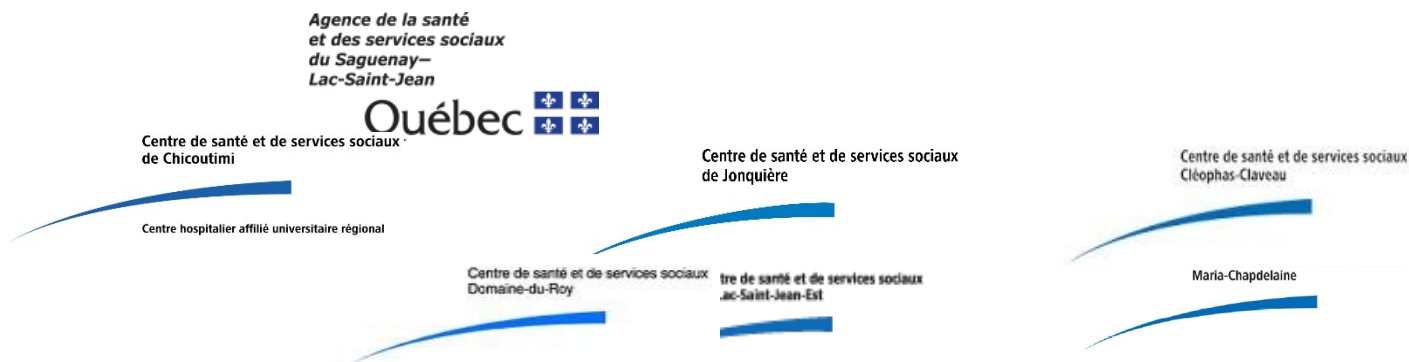 Agence de la santé
et des services sociaux
du Saguenay–
Lac-Saint-Jean
Québec
Centre de santé et de services sociaux
de Chicoutimi
Centre hospitalier affilié universitaire régional
Centre de santé et de services sociaux
de Jonquière
Centre de santé et de services sociaux
Cléophas-Claveau
Centre de santé et de services sociaux
Domaine-du-Roy
tre de santé et de services sociaux
ac-Saint-Jean-Est
Maria-Chapdelaine